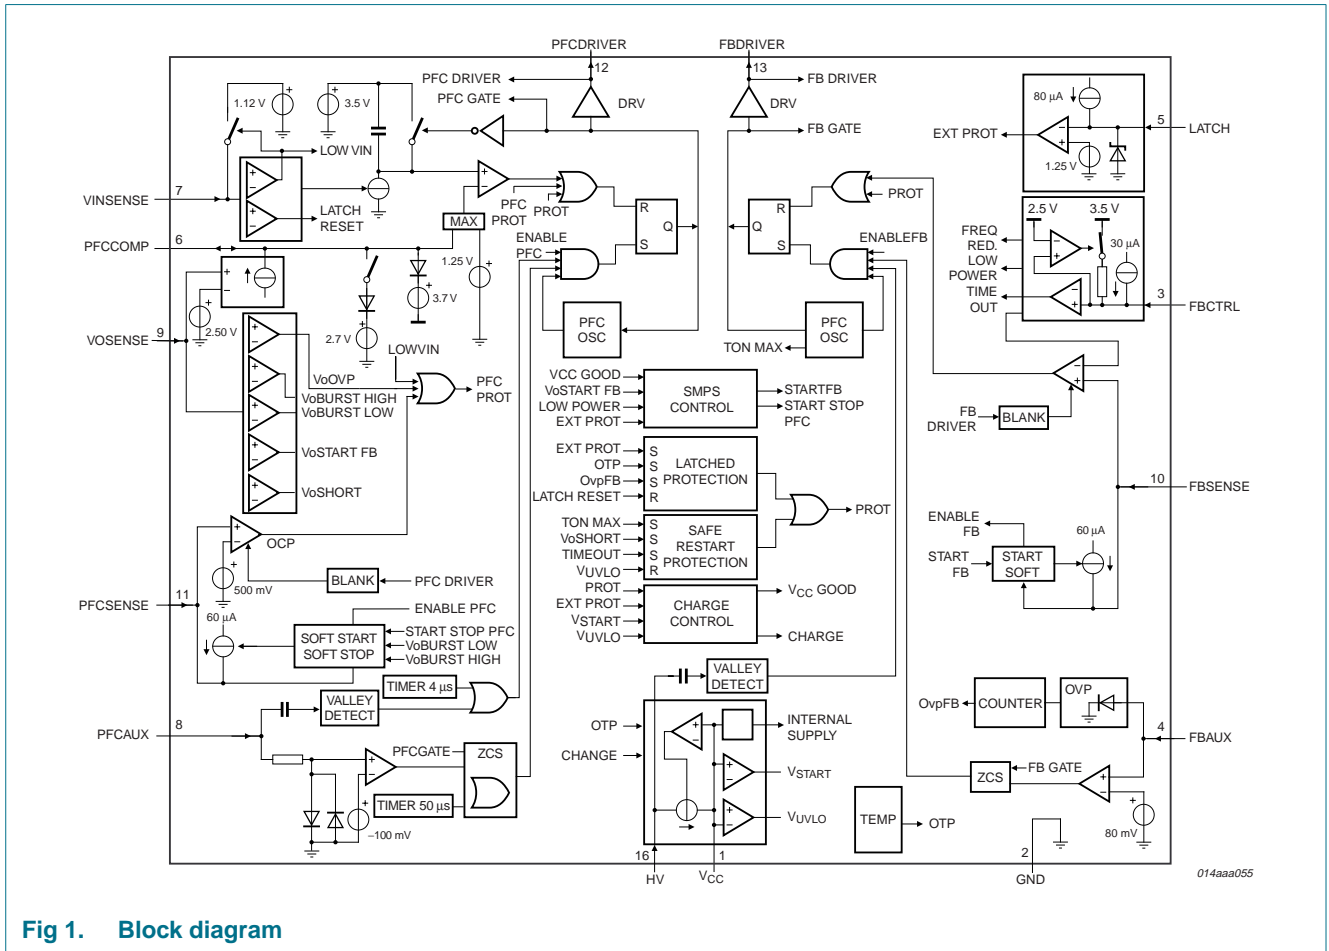 PFCDRIVER
FBDRIVER
12
13
PFC DRIVER
FB DRIVER
PFC GATE
DRV
DRV
FB GATE
1.12 V
3.5 V
LOW VIN
80 μA
5
LATCH
EXT PROT
1.25 V
7
VINSENSE
LATCH
RESET
PFC
PROT
PROT
R
S
Q
R
S
Q
PROT
2.5 V
3.5 V
FREQ
RED.
LOW
POWER
TIME
OUT
30 μA
3
FBCTRL
PFCCOMP
6
MAX
ENABLE
PFC
ENABLEFB
1.25 V
3.7 V
2.50 V
2.7 V
9
VOSENSE
PFC
OSC
PFC
OSC
TON MAX
LOWVIN
VoOVP
VoBURST HIGH
VoBURST LOW
PFC
PROT
VoSTART FB
VoSHORT
VCC GOOD
VoSTART FB
LOW POWER
EXT PROT
SMPS
CONTROL
STARTFB
START STOP
PFC
FB
DRIVER
BLANK
EXT PROT
OTP
OvpFB
LATCH RESET
S
S
S
R
LATCHED
PROTECTION
PROT
10
FBSENSE
TON MAX
VoSHORT
TIMEOUT
VUVLO
S
S
S
R
SAFE
RESTART
PROTECTION
ENABLE
FB
START
FB
START
SOFT
60 μA
OCP
500 mV
BLANK
PFC DRIVER
11
PFCSENSE
PROT
EXT PROT
VSTART
VUVLO
CHARGE
CONTROL
VCC GOOD
CHARGE
60 μA
ENABLE PFC
SOFT START
SOFT STOP
START STOP PFC
VoBURST LOW
VoBURST HIGH
TIMER 4 μs
VALLEY
DETECT
8
PFCAUX
VALLEY
DETECT
OTP
CHANGE
INTERNAL
SUPPLY
VSTART
VUVLO
OvpFB
COUNTER
OVP
4
FBAUX
PFCGATE
ZCS
TIMER 50 μs
–100 mV
ZCS
FB GATE
80 mV
TEMP
OTP
16
HV
1
VCC
2
GND
014aaa055
Fig 1. Block diagram